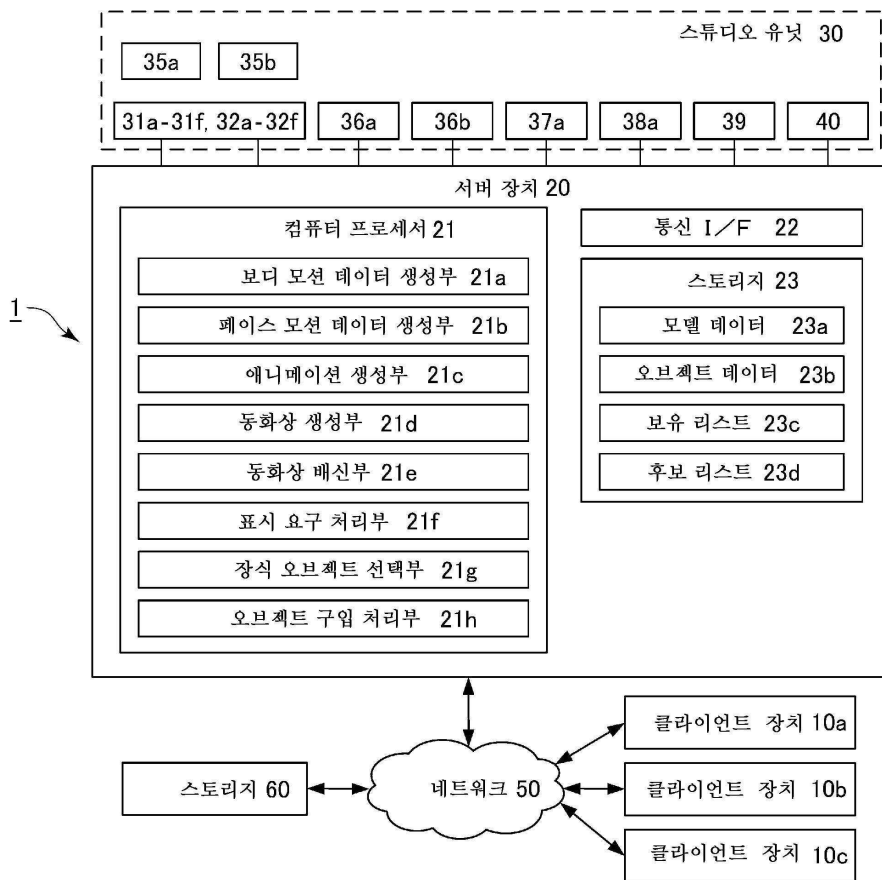 스튜디오 유닛 30
35a 35b
31a-31f, 32a-32f 36a 36b 37a 38a 39 40
서버 장치 20
컴퓨터 프로세서 21
보디 모션 데이터 생성부 21a
페이스 모션 데이터 생성부 21b
애니메이션 생성부 21c
동화상 생성부 21d
동화상 배신부 21e
표시 요구 처리부 21f
장식 오브젝트 선택부 21g
오브젝트 구입 처리부 21h
통신 I/F 22
스토리지 23
모델 데이터 23a
오브젝트 데이터 23b
보유 리스트 23c
후보 리스트 23d
1
스토리지 60
네트워크 50
클라이언트 장치 10a
클라이언트 장치 10b
클라이언트 장치 10c